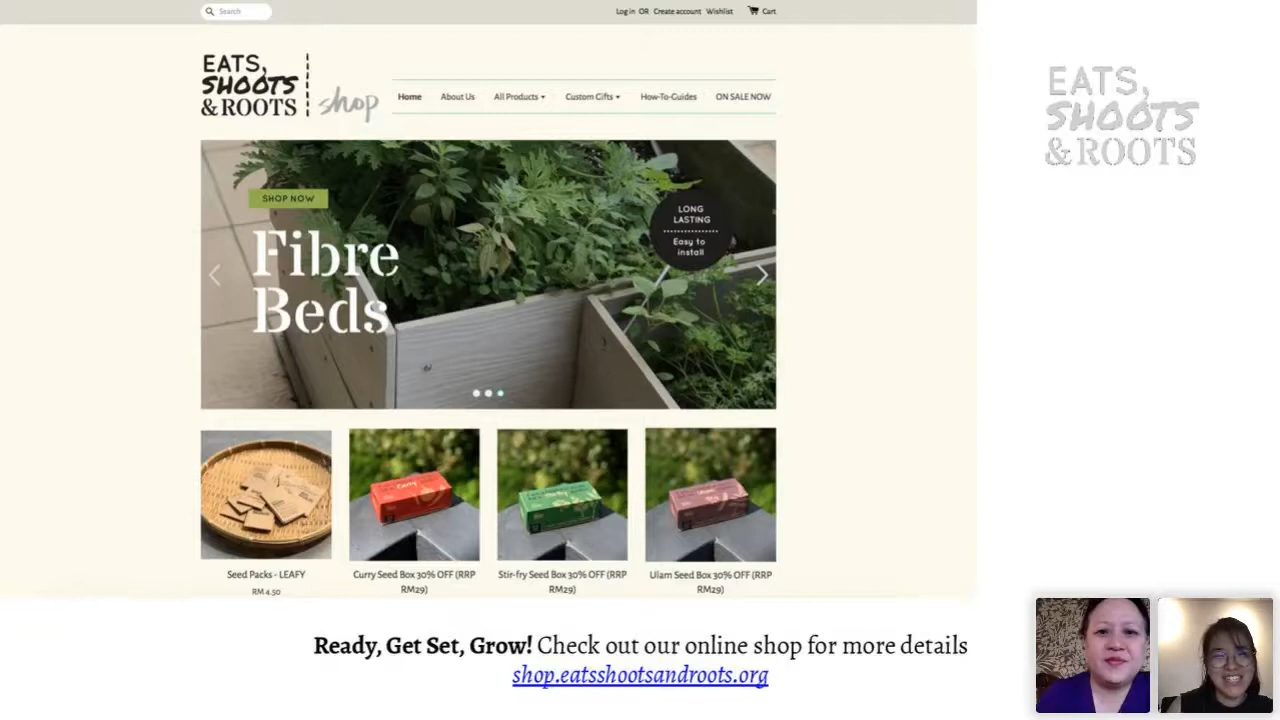 Search
Log in OR Create account Wishlist Cart
EATS,
SHOOTS
& ROOTS
shop
Home About Us All Products Custom Gifts How-To-Guides ON SALE NOW
EATS,
SHOOTS
& ROOTS
SHOP NOW
Fibre
Beds
LONG
LASTING
Easy to
install
Curry
Seed Packs - LEAFY
RM 4.50
Curry Seed Box 30% OFF (RRP
RM29)
Stir-fry Seed Box 30% OFF (RRP
RM29)
Ulam Seed Box 30% OFF (RRP
RM29)
Ready, Get Set, Grow! Check out our online shop for more details
shop.eatsshootsandroots.org